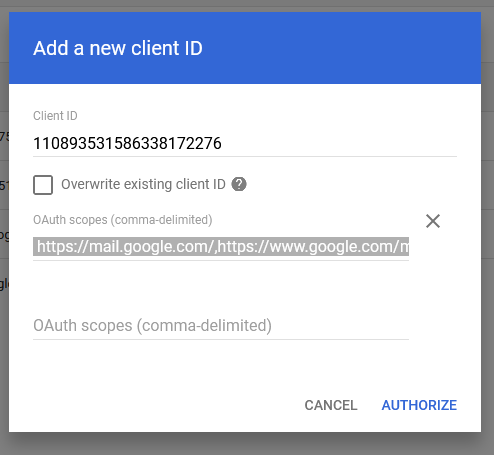 Add a new client ID
Client ID
110893531586338172276
Overwrite existing client ID ?
OAuth scopes (comma-delimited)
https://mail.google.com/,https://www.google.com/m
OAuth scopes (comma-delimited)
CANCEL AUTHORIZE